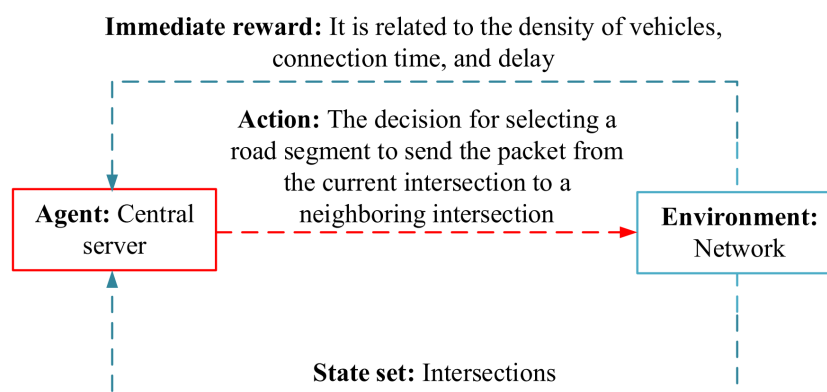 Immediate reward: It is related to the density of vehicles,
connection time, and delay
Action: The decision for selecting a
road segment to send the packet from
the current intersection to a
neighboring intersection
Agent: Central
server
Environment:
Network
State set: Intersections